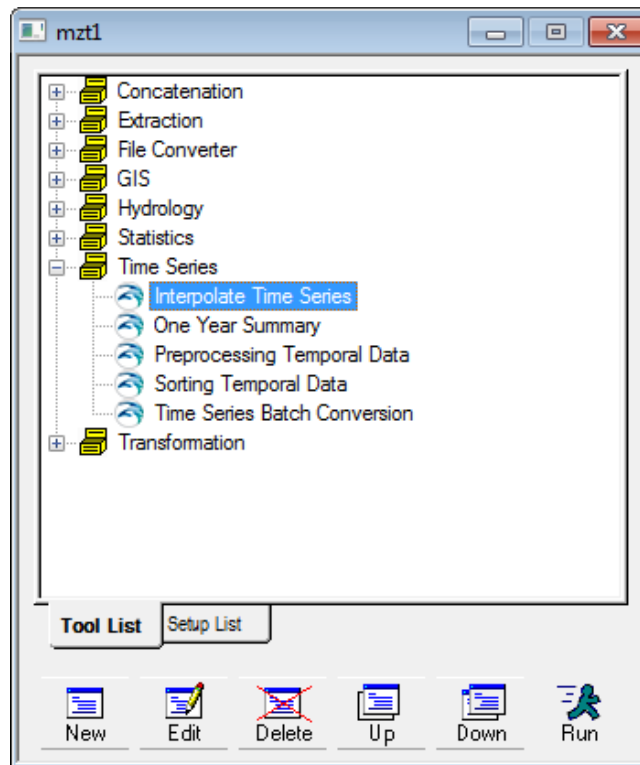 mzt1
Concatenation
Extraction
File Converter
GIS
Hydrology
Statistics
Time Series
Interpolate Time Series
One Year Summary
Preprocessing Temporal Data
Sorting Temporal Data
Time Series Batch Conversion
Transformation
Tool List Setup List
New Edit Delete Up Down Run